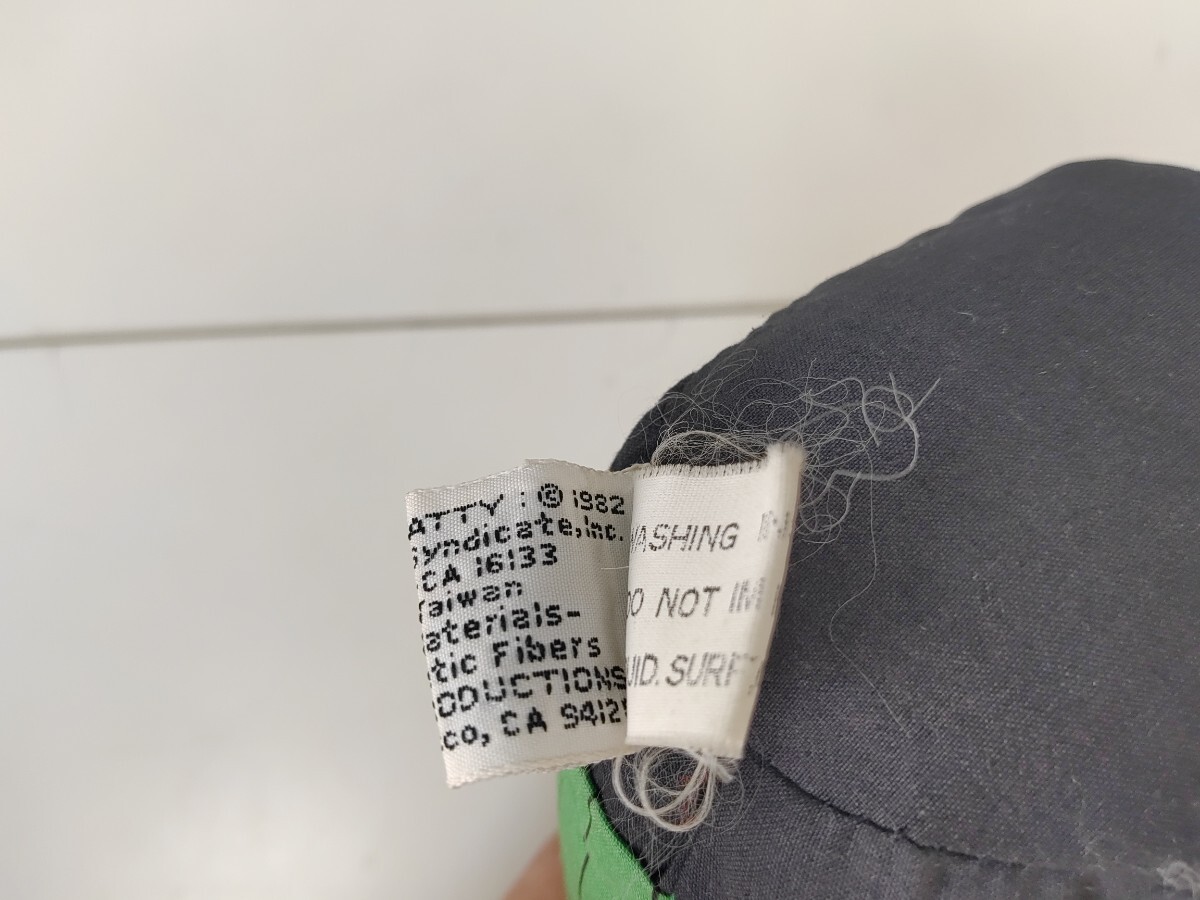 ATTY: © 1982
Syndicate, Inc.
CA 16133
Taiwan
aterials-
tic Fibers
ODUCTIONS
co, CA 9412
WASHING
DO NOT IM
UID. SURF